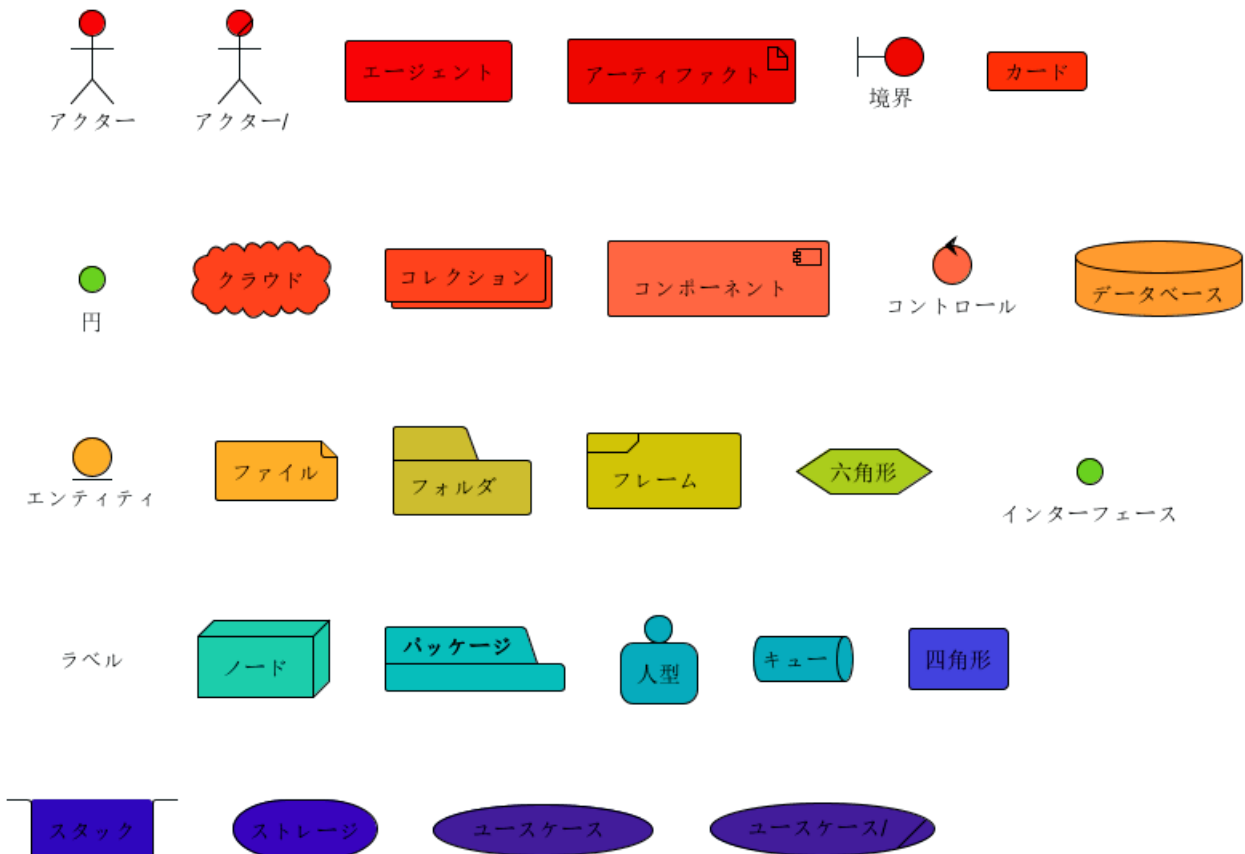 アクター
アクター/
エージェント
アーティファクト
境界
カード
円
クラウド
コレクション
コンポーネント
コントロール
データベース
エンティティ
ファイル
フォルダ
フレーム
六角形
インターフェース
ラベル
ノード
パッケージ
人型
キュー
四角形
スタック
ストレージ
ユースケース
ユースケース/